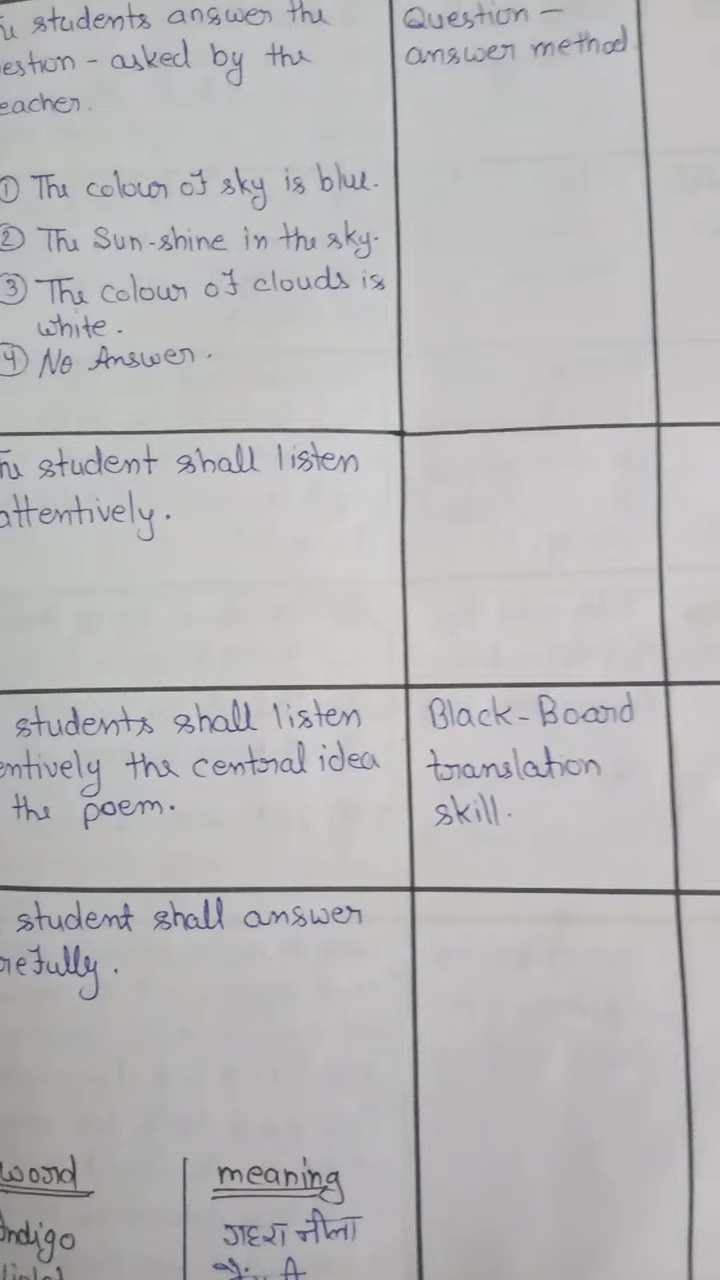 students answer the
estion - asked by the
eacher.
① The colour of sky is blue.
② The Sun-shine in the sky.
③ The colour of clouds is
white.
④ No Answer.
Question -
answer method
student shall listen
attentively.
students shall listen
entively the central idea
the poem.
Black-Board
translation
skill.
student shall answer
refully.
word
meaning
Indigo
गहरा नीला